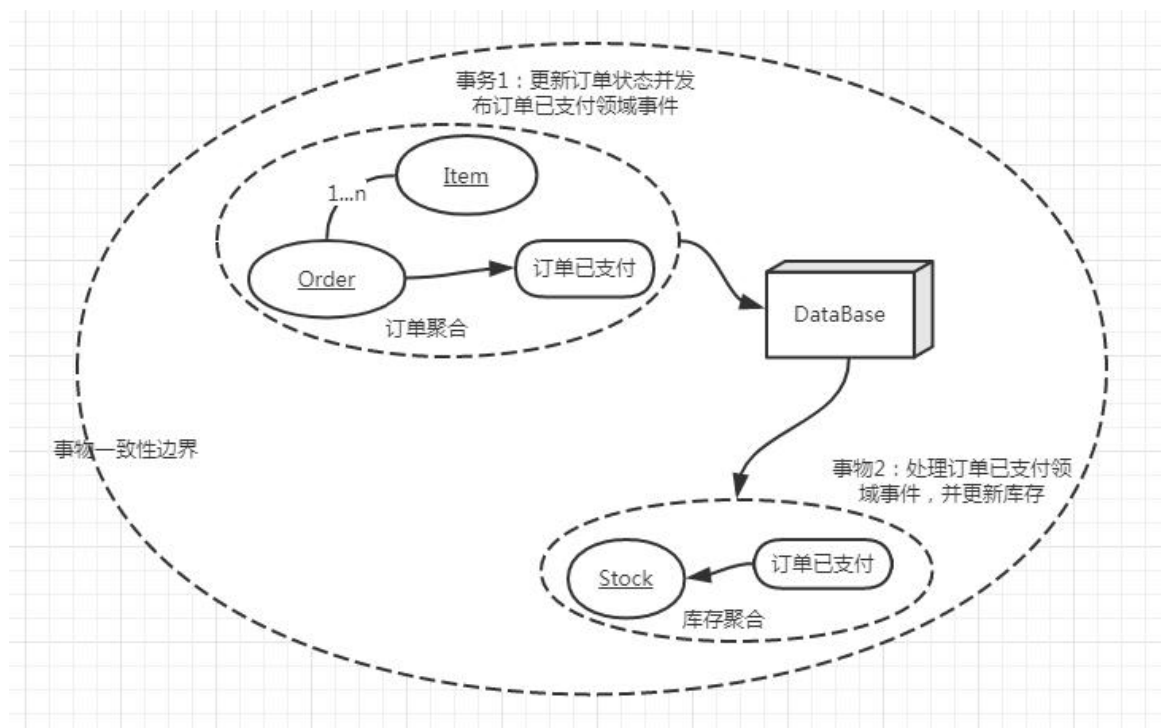 事务1：更新订单状态并发
布订单已支付领域事件
Item
1...n
Order
订单已支付
订单聚合
DataBase
事物一致性边界
事物2：处理订单已支付领
域事件，并更新库存
Stock
订单已支付
库存聚合